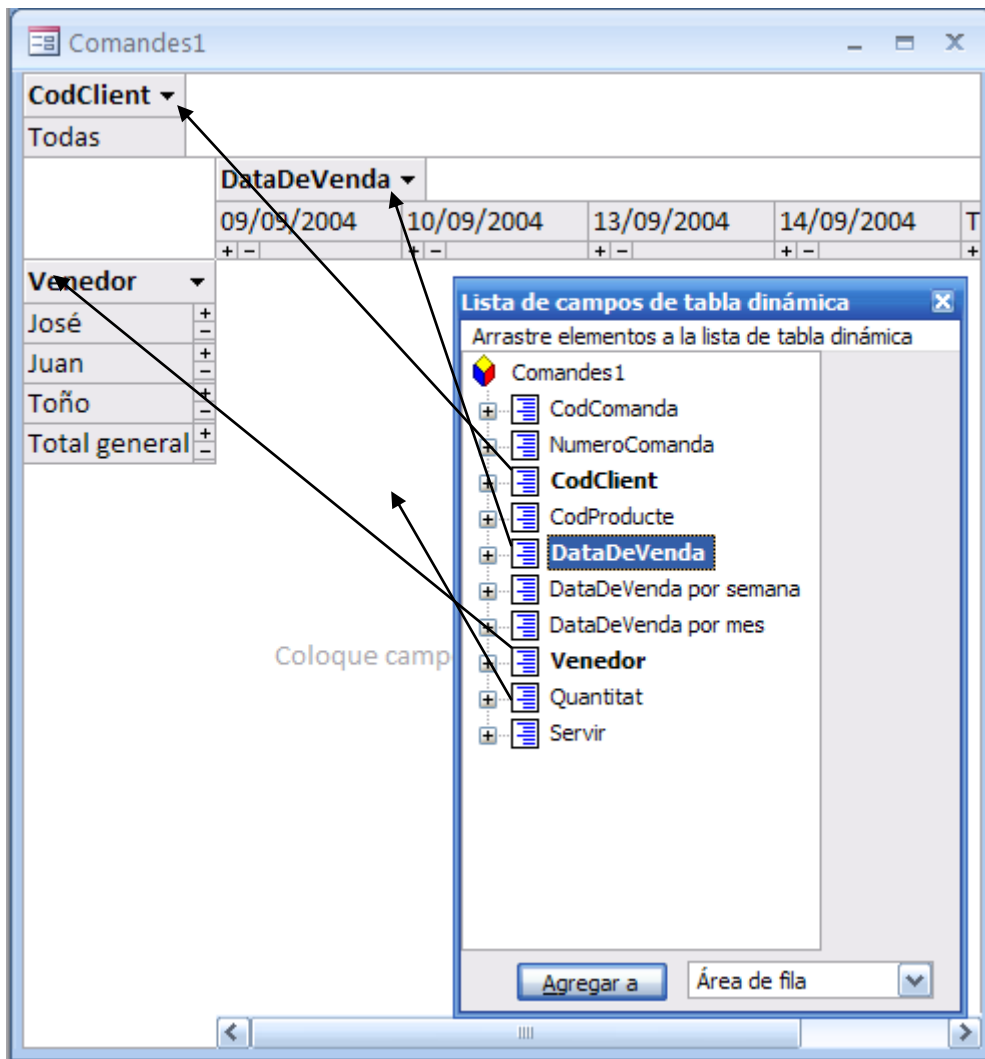 Comandes1
CodClient
Todas
DataDeVenda
09/09/2004 10/09/2004 13/09/2004 14/09/2004 T
+ − + − + − + − +
Venedor
José + −
Juan + −
Toño + −
Total general + −
Coloque camp
Lista de campos de tabla dinámica
Arrastre elementos a la lista de tabla dinámica
Comandes1
CodComanda
NumeroComanda
CodClient
CodProducte
DataDeVenda
DataDeVenda por semana
DataDeVenda por mes
Venedor
Quantitat
Servir
Agregar a Área de fila